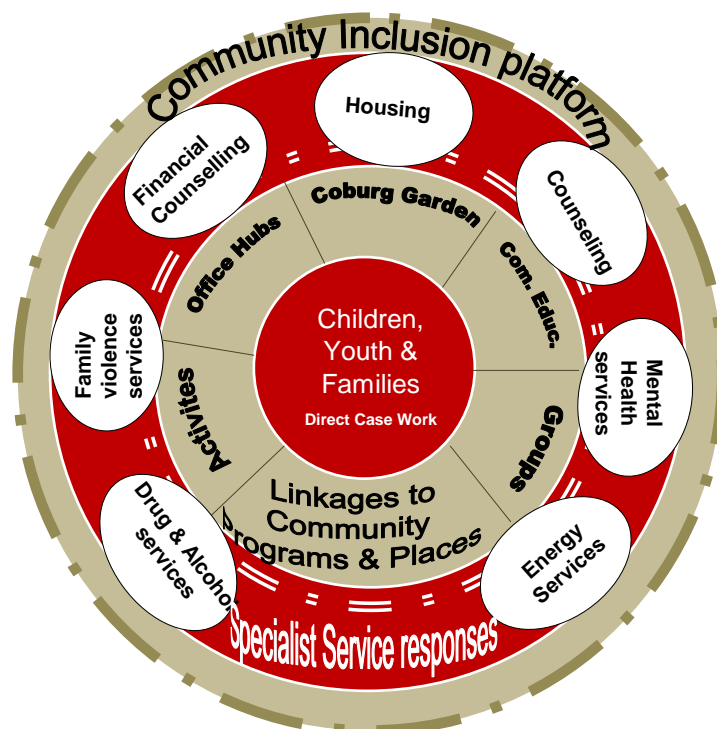 Community Inclusion platform
Housing
Financial
Counselling
Counseling
Coburg Garden
Office Hubs
Com. Educ.
Children,
Youth &
Families
Direct Case Work
Family
violence
services
Mental
Health
services
Activities
Groups
Linkages to
Community
Programs & Places
Drug & Alcohol
services
Energy
Services
Specialist Service responses